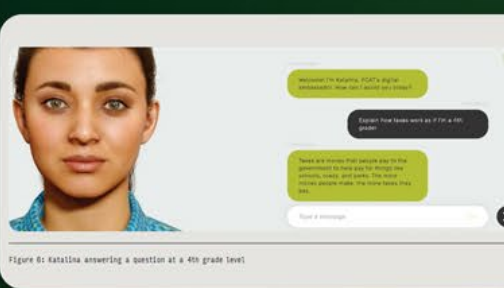 Welcome! I'm Katalina, FCAT's digital
ambassador. How can I assist you today?
Explain how taxes work as if I'm a 4th
grader
Taxes are money that people pay to the
government to help pay for things like
schools, roads, and parks. The more
money people make, the more taxes they
pay.
Type a message
Figure 6: Katalina answering a question at a 4th grade level